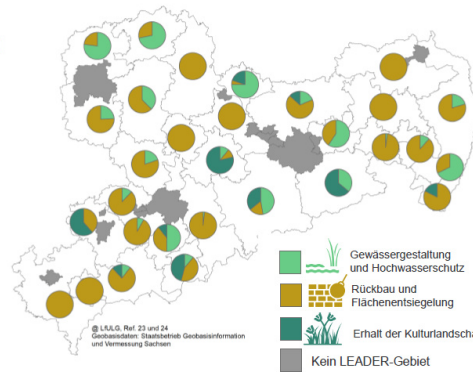 Gewässergestaltung
und Hochwasserschutz
Rückbau und
Flächenentsiegelung
Erhalt der
Kein LEADER-Gebiet
@ LfULG, Ref. 23 und 24
Geobasisdaten: Staatsbetrieb Geobasisinformation
und Vermessung Sachsen